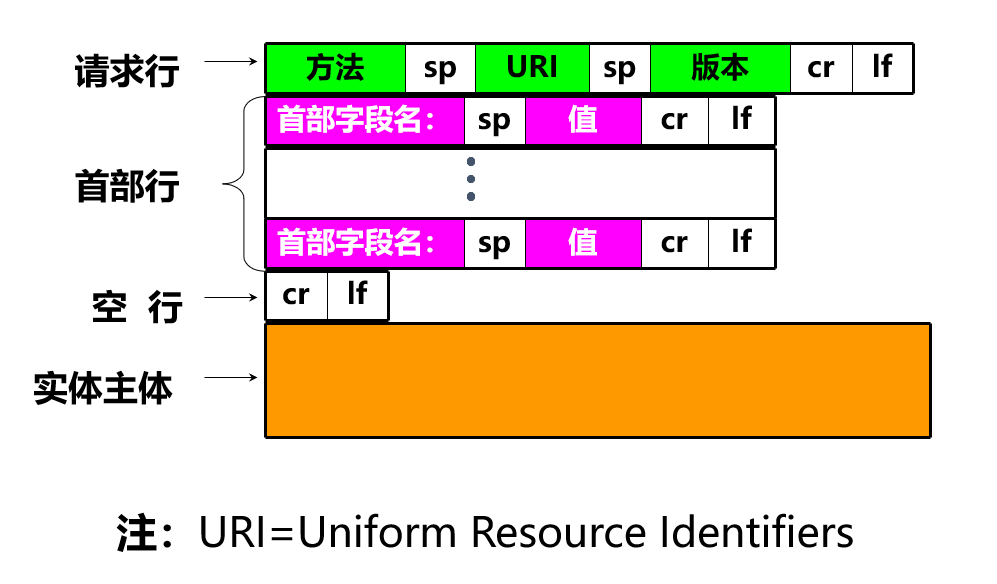 请求行 方法 sp URI sp 版本 cr lf
首部字段名： sp 值 cr lf
首部行
首部字段名： sp 值 cr lf
空 行 cr lf
实体主体
注：URI=Uniform Resource Identifiers